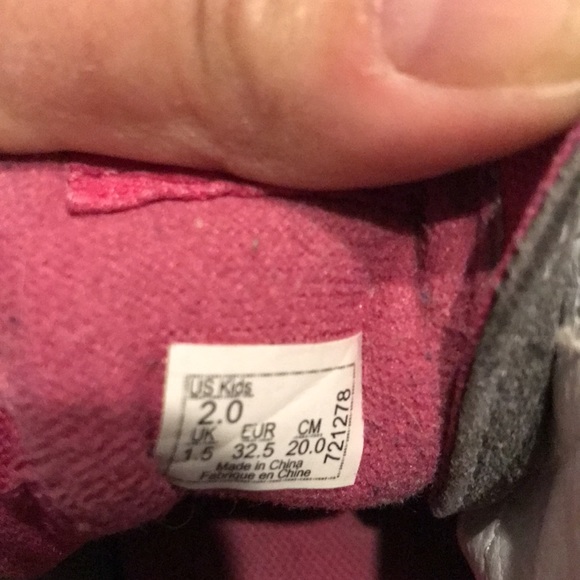 US Kids
2.0
UK EUR CM
1.5 32.5 20.0
Made in China
Fabriqué en Chine
721278